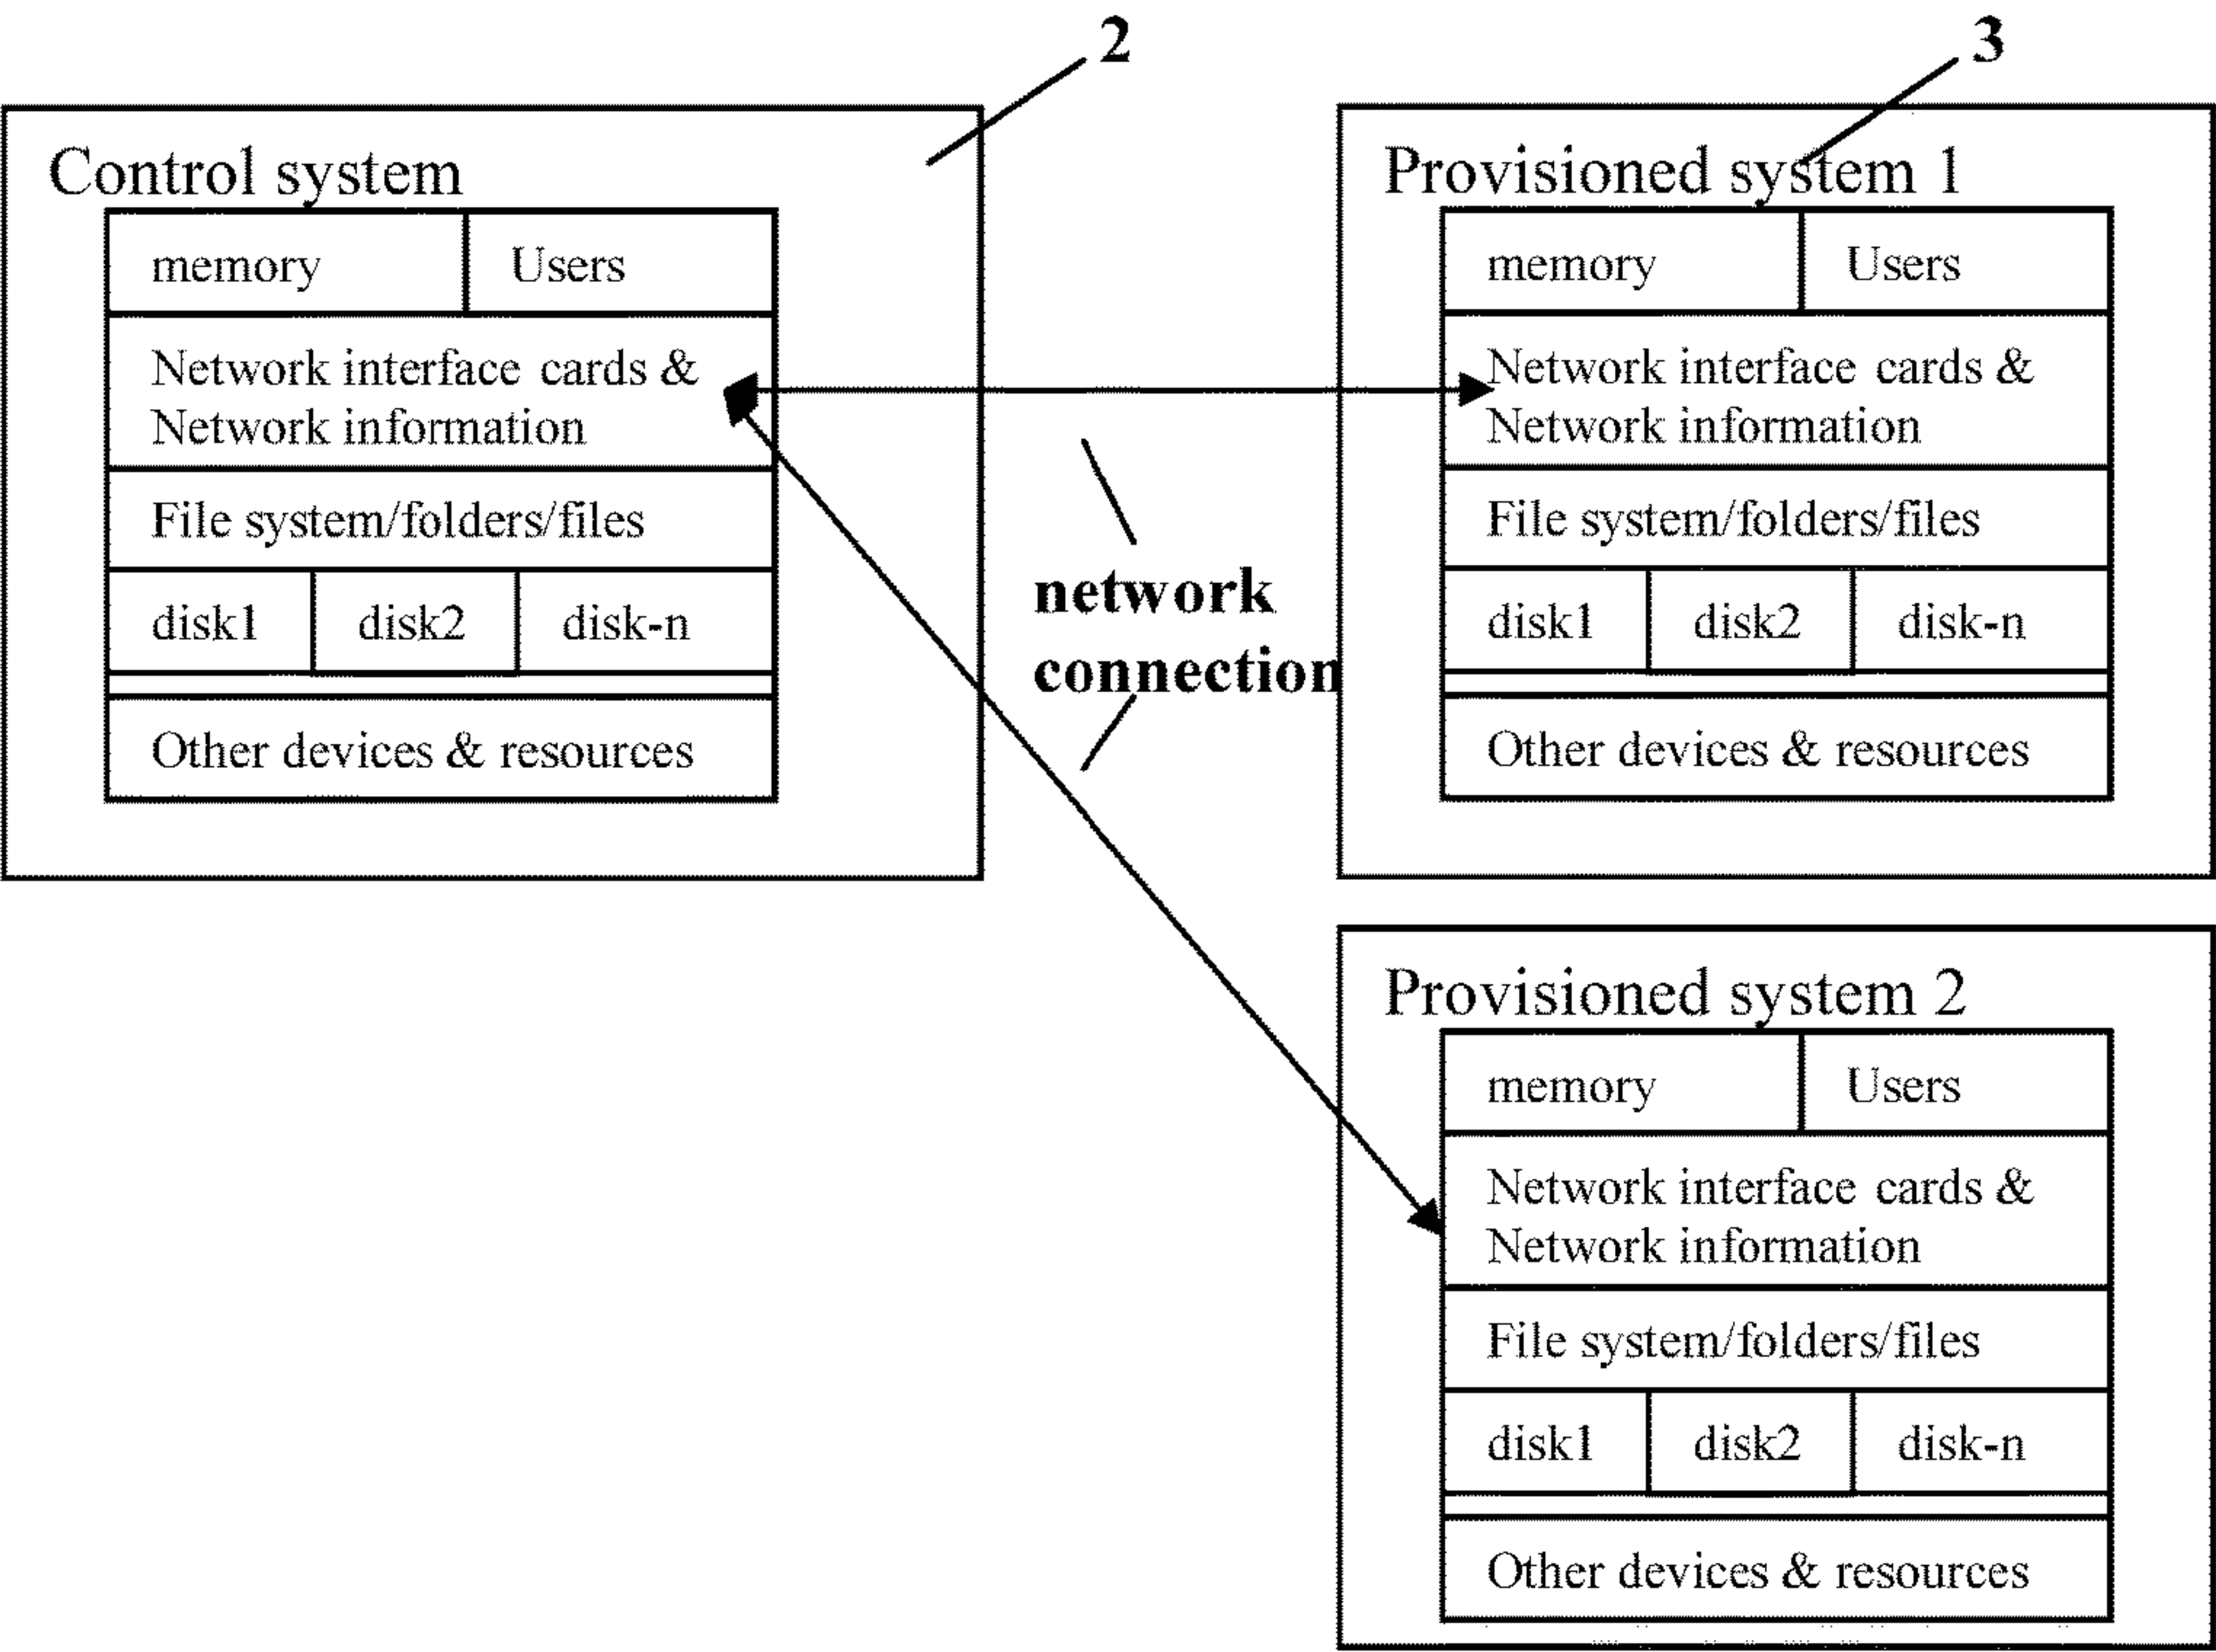 2
3
Control system
memory Users
Network interface cards &
Network information
File system/folders/files
disk1 disk2 disk-n
Other devices & resources
network
connection
Provisioned system 1
memory Users
Network interface cards &
Network information
File system/folders/files
disk1 disk2 disk-n
Other devices & resources
Provisioned system 2
memory Users
Network interface cards &
Network information
File system/folders/files
disk1 disk2 disk-n
Other devices & resources